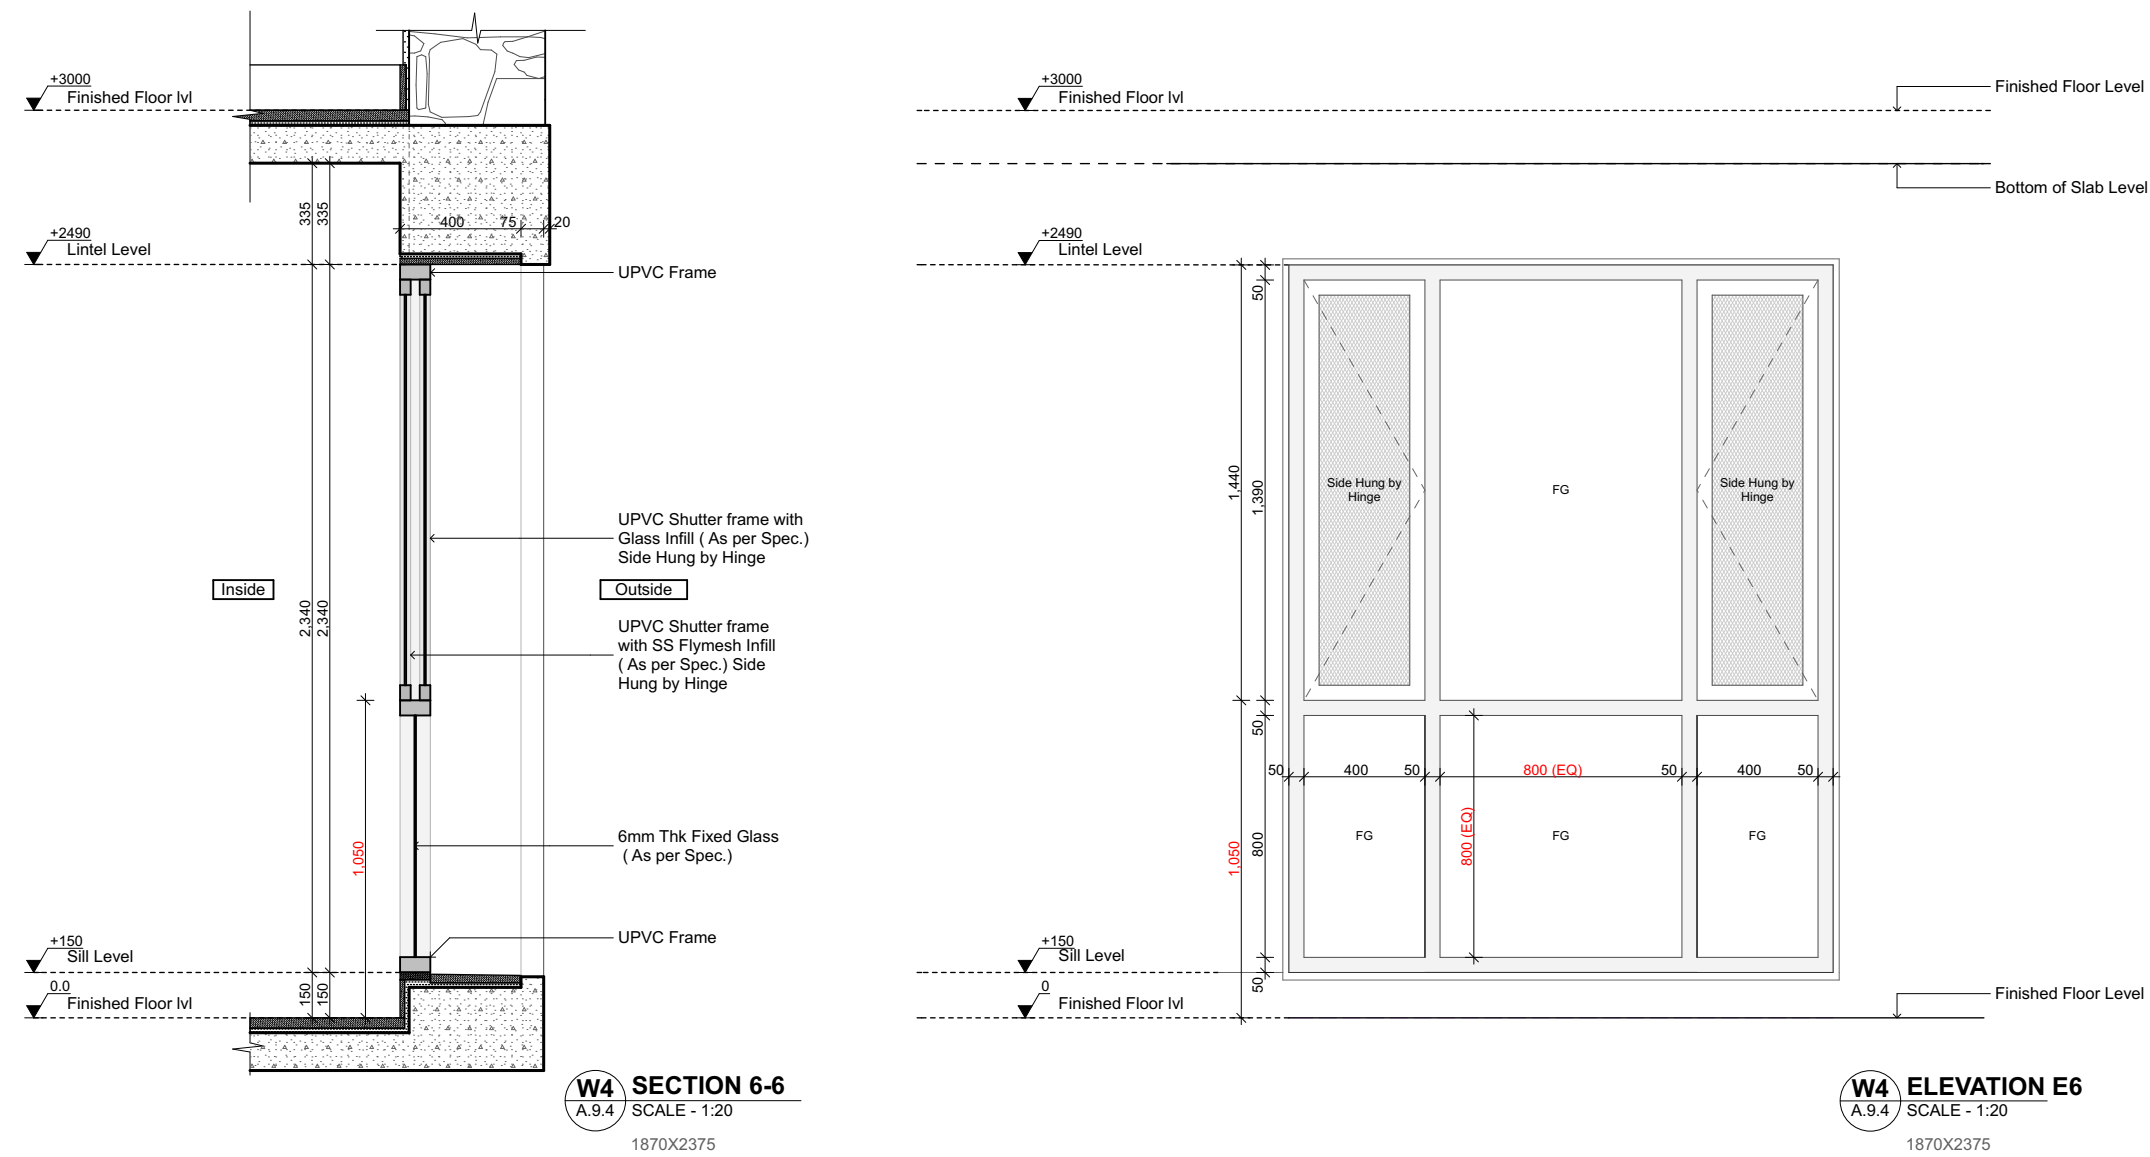 +3000
Finished Floor lvl
335
335
400
75
20
+2490
Lintel Level
UPVC Frame
UPVC Shutter frame with
Glass Infill ( As per Spec.)
Side Hung by Hinge
Inside
Outside
2,340
2,340
UPVC Shutter frame
with SS Flymesh Infill
( As per Spec.) Side
Hung by Hinge
1,050
6mm Thk Fixed Glass
( As per Spec.)
UPVC Frame
+150
Sill Level
0.0
Finished Floor lvl
150
150
W4
A.9.4
SECTION 6-6
SCALE - 1:20
1870X2375
+3000
Finished Floor lvl
Finished Floor Level
Bottom of Slab Level
+2490
Lintel Level
50
1,440
1,390
Side Hung by
Hinge
FG
Side Hung by
Hinge
50
50
400
50
800 (EQ)
50
400
50
1,050
800
800 (EQ)
FG
FG
FG
+150
Sill Level
50
0
Finished Floor lvl
Finished Floor Level
W4
A.9.4
ELEVATION E6
SCALE - 1:20
1870X2375